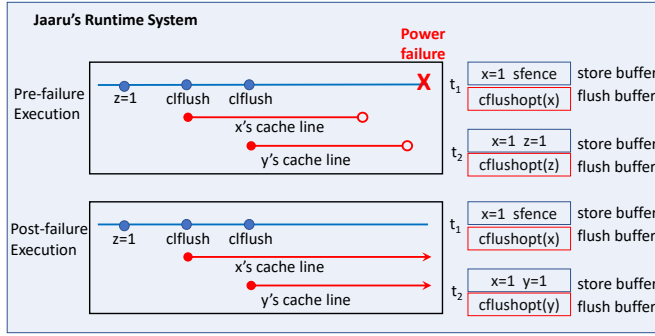 Jaaru's Runtime System
Power
failure
Pre-failure
Execution
z=1 clflush clflush
X
x's cache line
y's cache line
t1 x=1 sfence store buffer
cflushopt(x) flush buffer
t2 x=1 z=1 store buffer
cflushopt(z) flush buffer
Post-failure
Execution
z=1 clflush clflush
x's cache line
y's cache line
t1 x=1 sfence store buffer
cflushopt(x) flush buffer
t2 x=1 y=1 store buffer
cflushopt(y) flush buffer